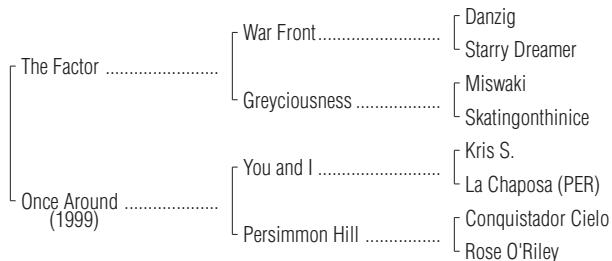 Danzig
War Front
Starry Dreamer
The Factor
Miswaki
Greyciousness
Skatingonthinice
Kris S.
You and I
La Chaposa (PER)
Once Around
(1999)
Conquistador Cielo
Persimmon Hill
Rose O'Riley